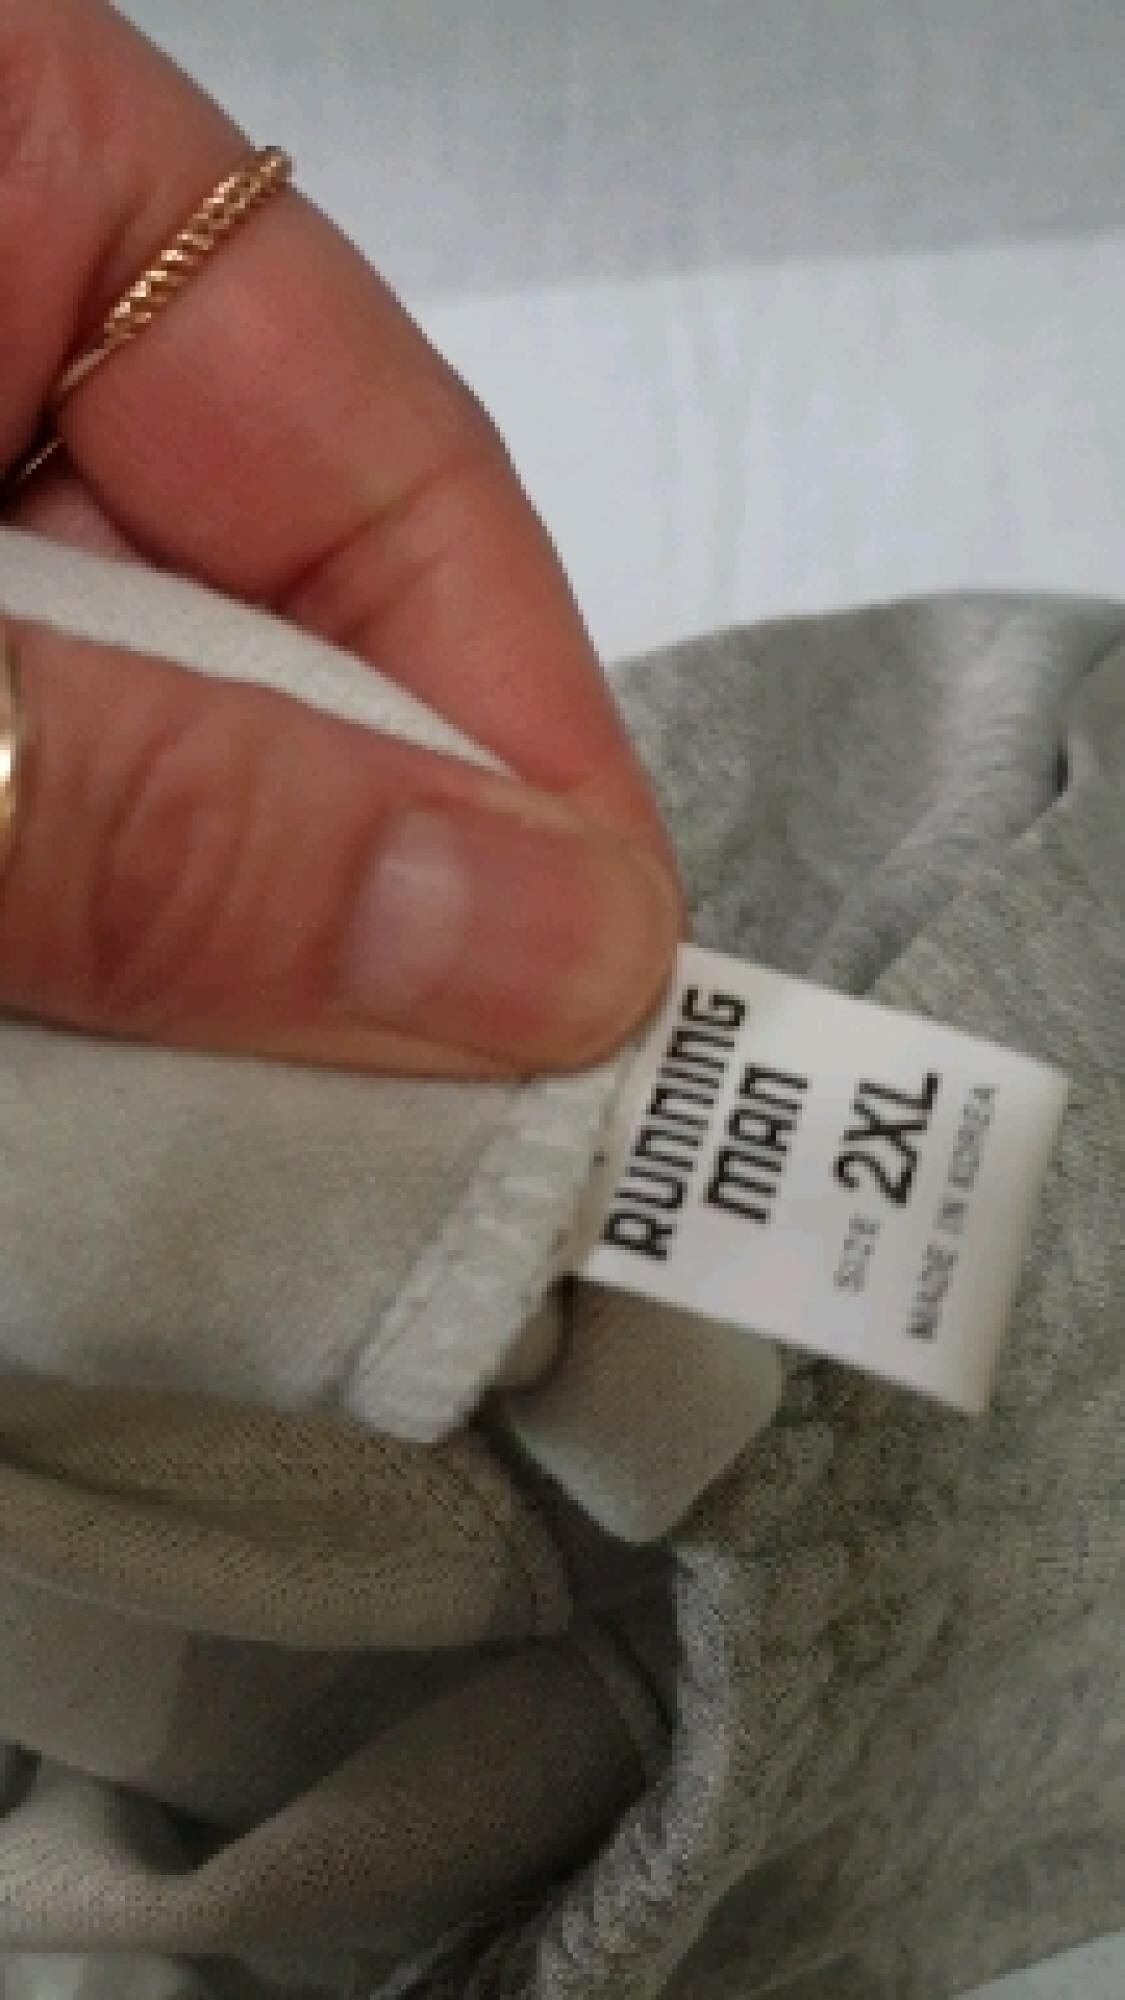 RUNNING
MAN
SIZE 2XL
MADE IN KOREA